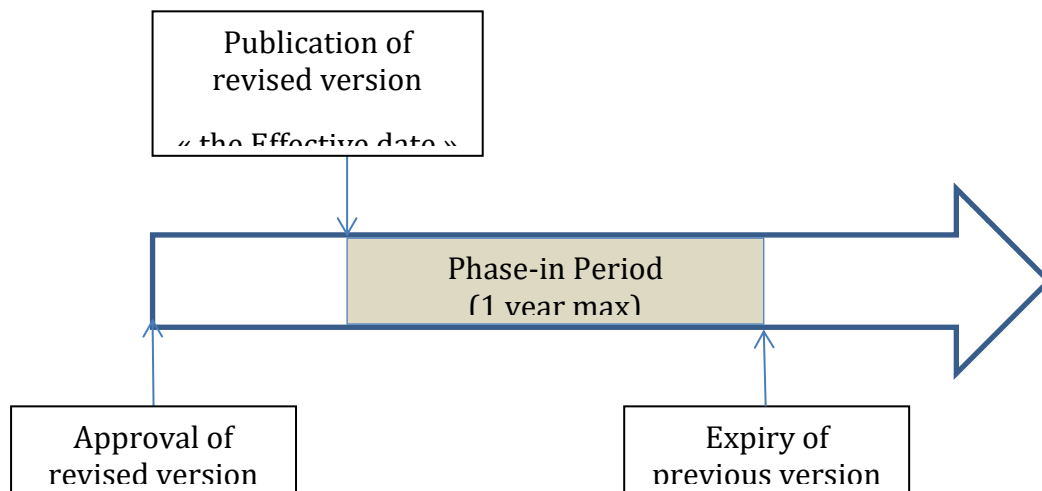 Publication of
revised version
« the Effective date »
Phase-in Period
(1 year max)
Approval of
revised version
Expiry of
previous version